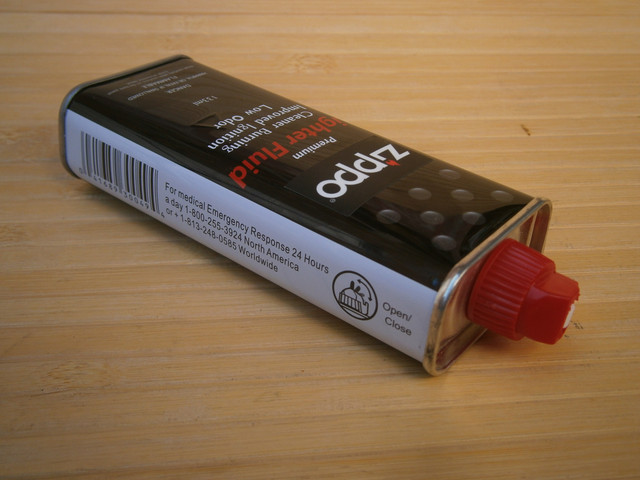 Zippo®
Premium
Lighter Fluid
Cleaner Burning
Improved Ignition
Low Odor
DANGER
For medical Emergency Response 24 Hours
a day 1-800-255-3924 North America
or + 1-813-248-0585 Worldwide
Open/
Close